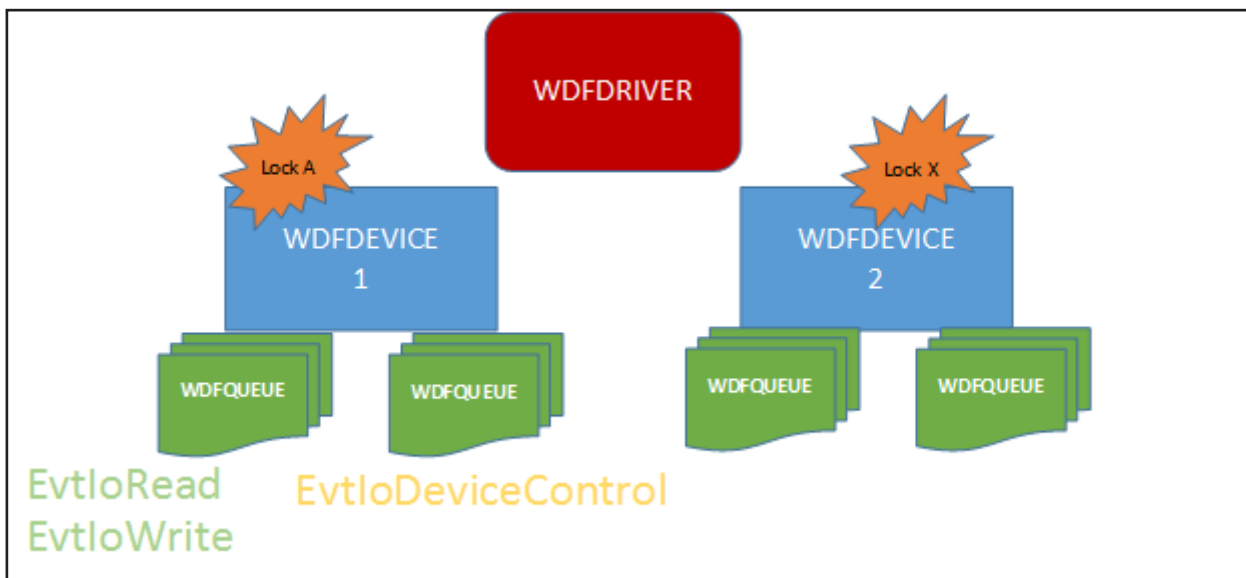 WDFDRIVER
Lock A
Lock X
WDFDEVICE
1
WDFDEVICE
2
WDFQUEUE
WDFQUEUE
WDFQUEUE
WDFQUEUE
EvtIoRead
EvtIoWrite
EvtIoDeviceControl